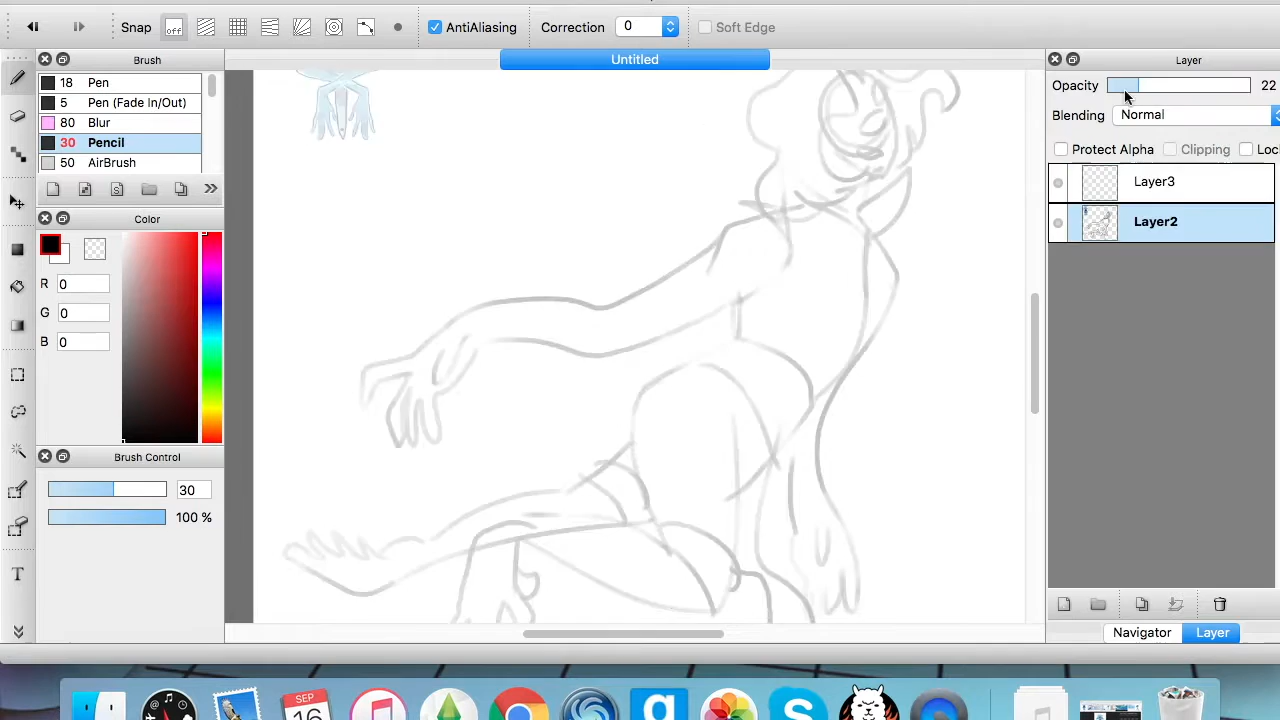 Snap off AntiAliasing Correction 0 Soft Edge
Brush Untitled Layer
18 Pen
5 Pen (Fade In/Out)
80 Blur
30 Pencil
50 AirBrush
Color
R 0
G 0
B 0
Brush Control
30
100 %
T
Opacity 22
Blending Normal
Protect Alpha Clipping Loc
Layer3
Layer2
Navigator Layer
SEP
16